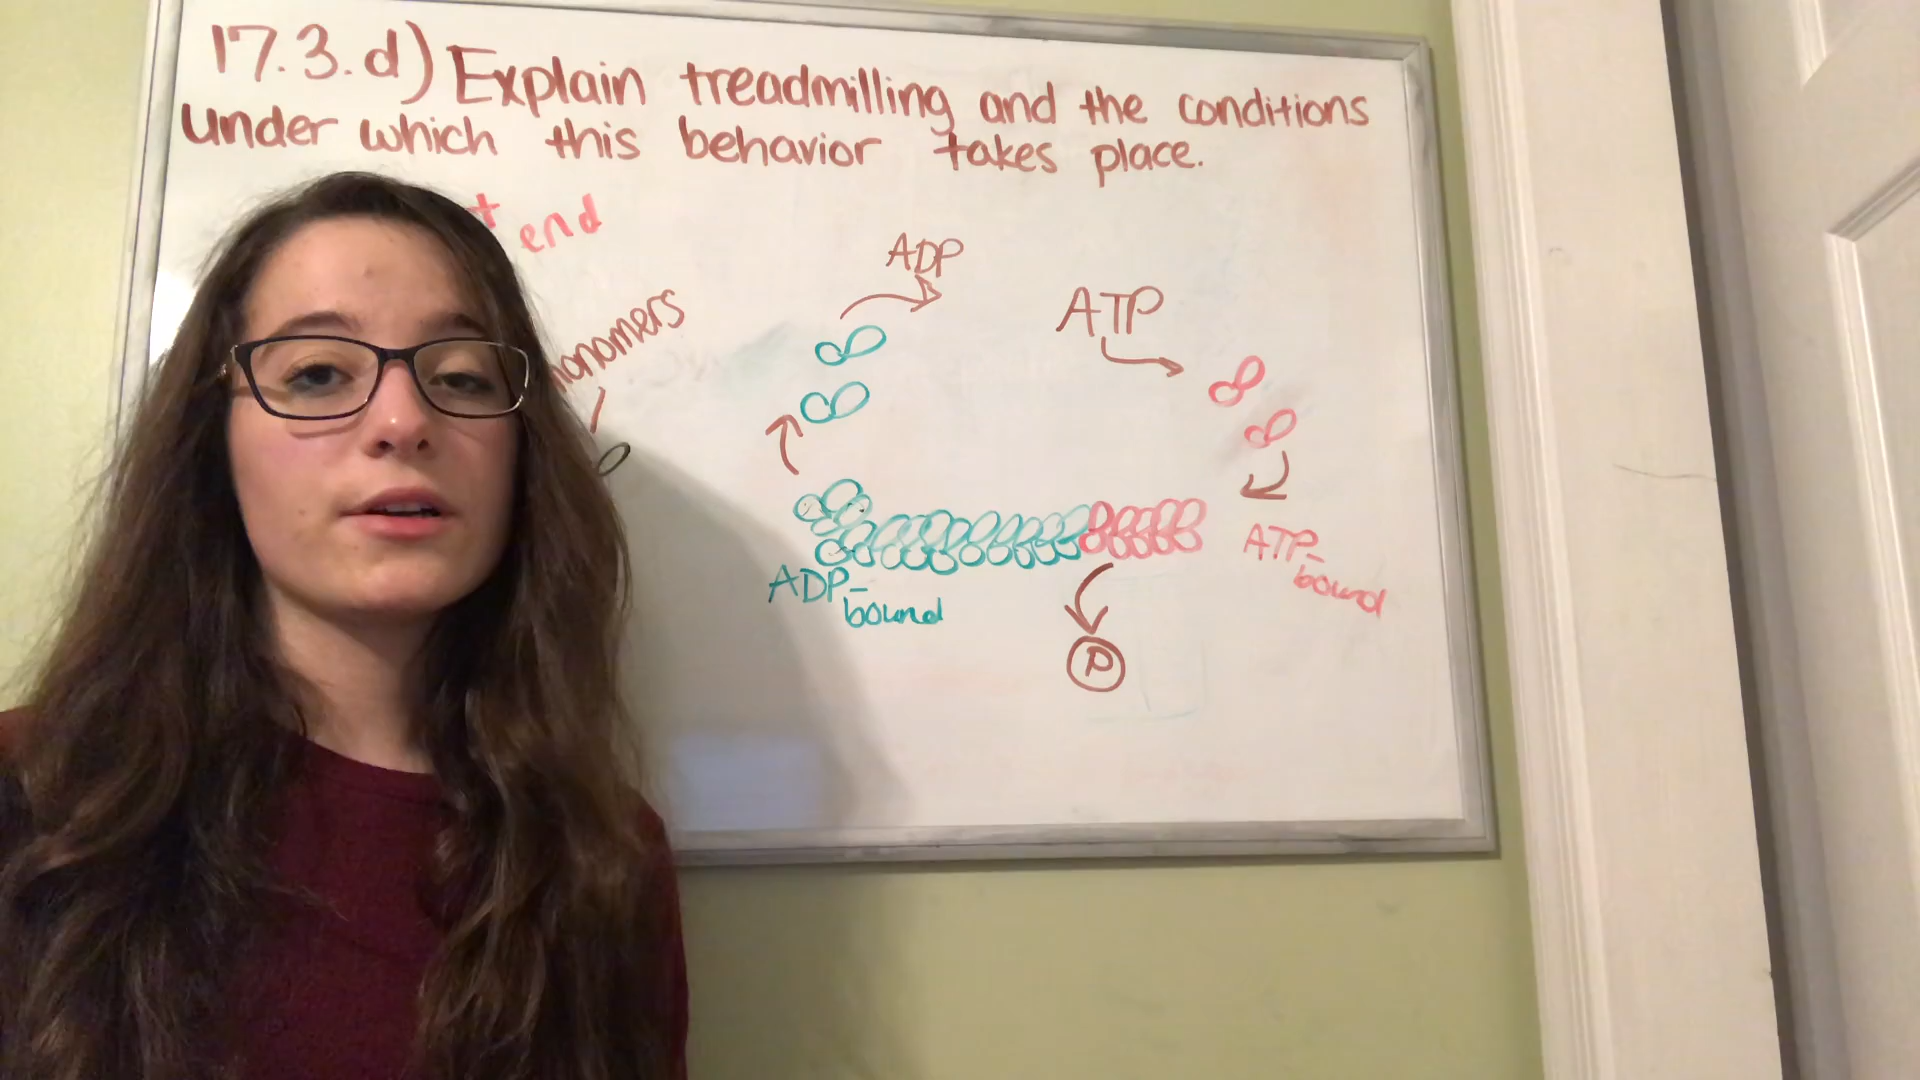 17.3.d) Explain treadmilling and the conditions
under which this behavior takes place.
+ end
ADP
ATP
ADP-
bound
ATP-
bound
P